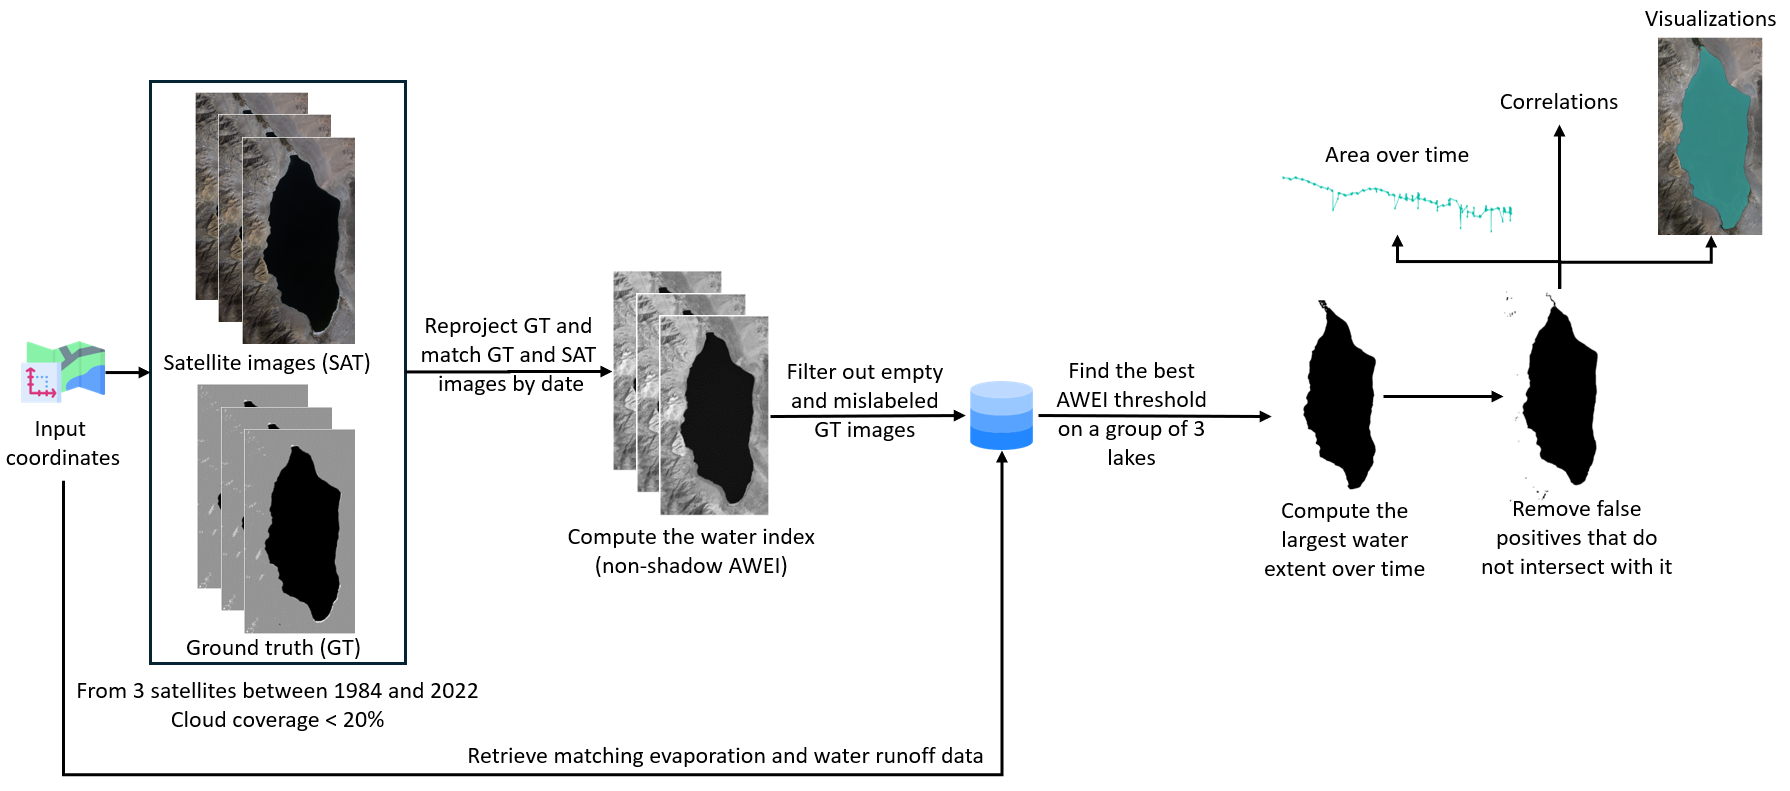 Input
coordinates
Satellite images (SAT)
Ground truth (GT)
From 3 satellites between 1984 and 2022
Cloud coverage < 20%
Reproject GT and
match GT and SAT
images by date
Compute the water index
(non-shadow AWEI)
Filter out empty
and mislabeled
GT images
Retrieve matching evaporation and water runoff data
Find the best
AWEI threshold
on a group of 3
lakes
Compute the
largest water
extent over time
Remove false
positives that do
not intersect with it
Area over time
Correlations
Visualizations